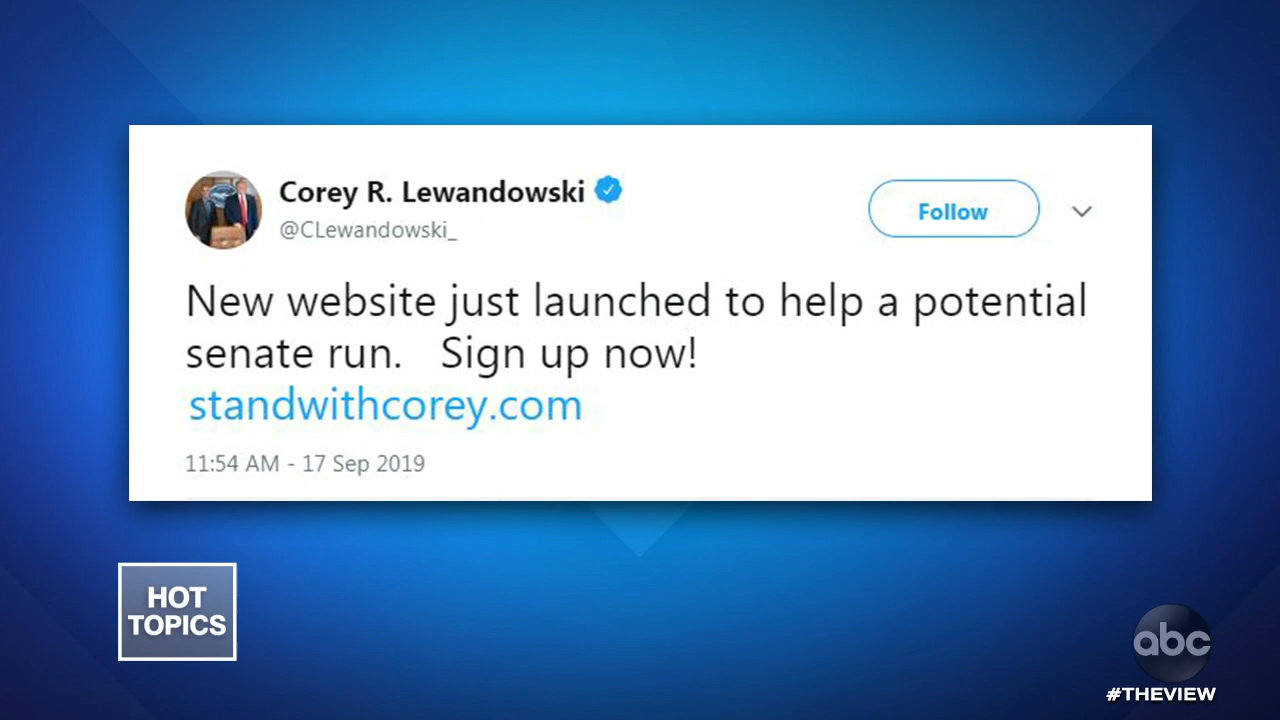 Corey R. Lewandowski
@CLewandowski_
Follow
New website just launched to help a potential
senate run. Sign up now!
standwithcorey.com
11:54 AM - 17 Sep 2019
HOT
TOPICS
abc
#THEVIEW